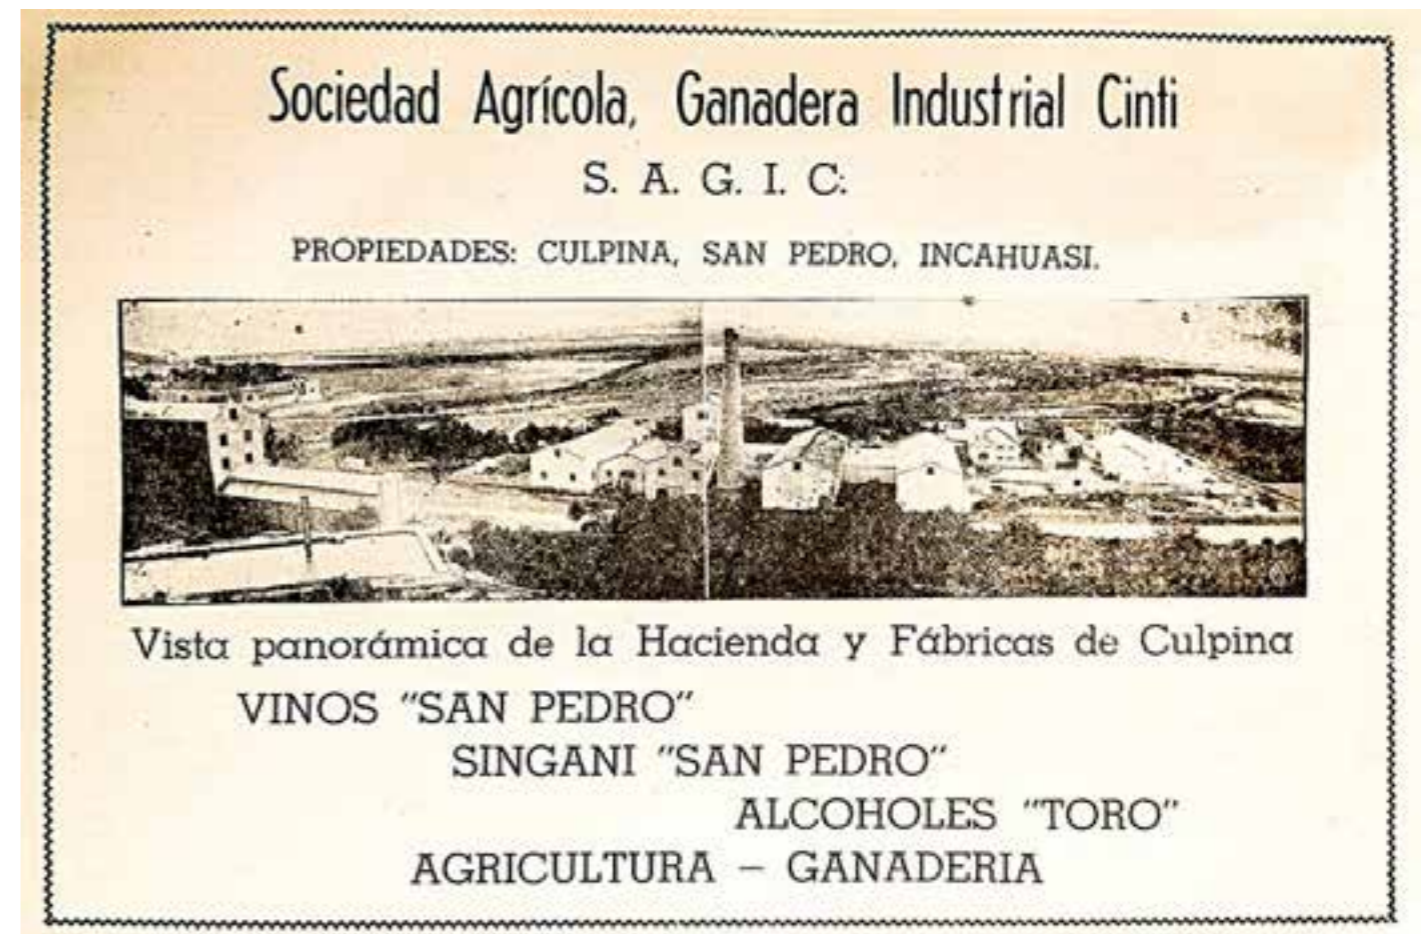 Sociedad Agrícola, Ganadera Industrial Cinti
S. A. G. I. C.
PROPIEDADES: CULPINA, SAN PEDRO, INCAHUASI.
Vista panorámica de la Hacienda y Fábricas de Culpina
VINOS "SAN PEDRO"
SINGANI "SAN PEDRO"
ALCOHOLES "TORO"
AGRICULTURA – GANADERIA